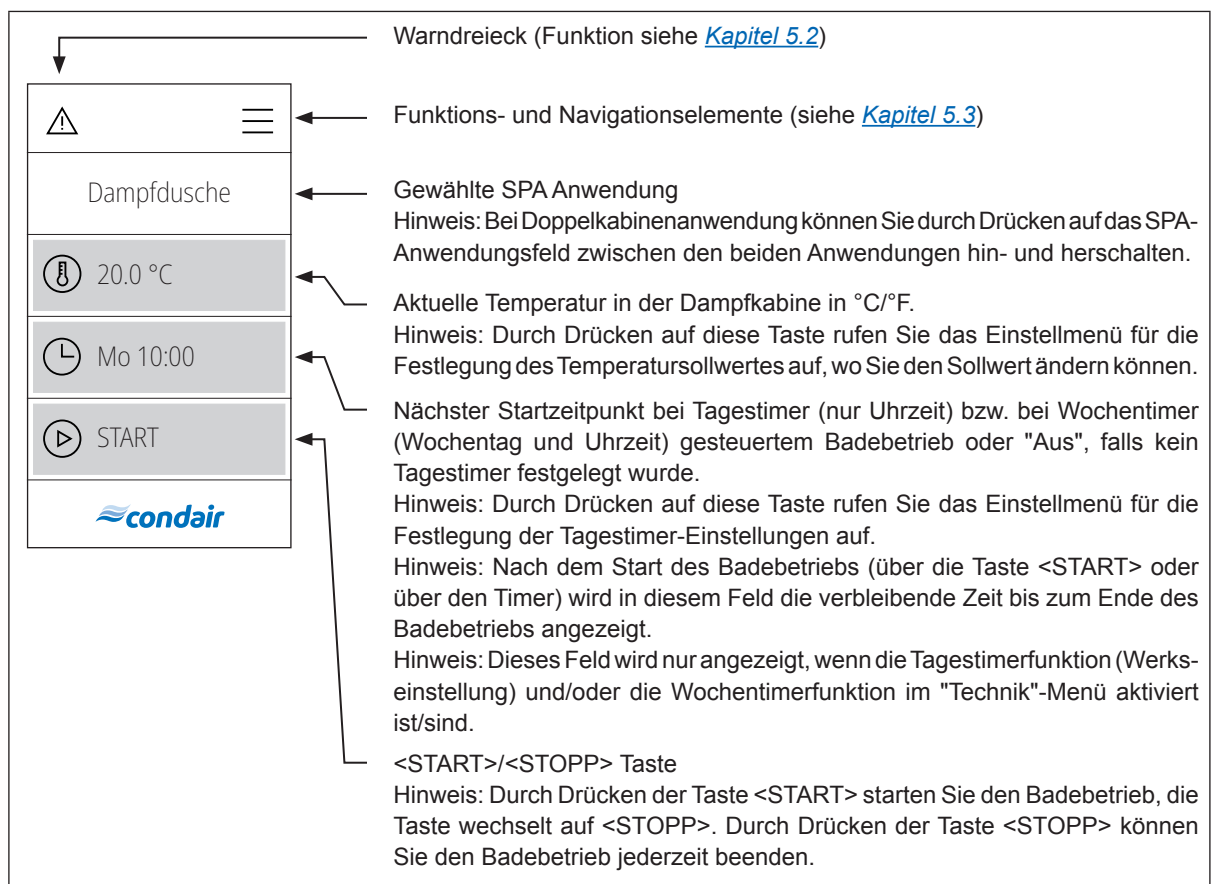 Warndreieck (Funktion siehe Kapitel 5.2)
Funktions- und Navigationselemente (siehe Kapitel 5.3)
Dampfdusche
Gewählte SPA Anwendung
Hinweis: Bei Doppelkabinenanwendung können Sie durch Drücken auf das SPA-
Anwendungsfeld zwischen den beiden Anwendungen hin- und herschalten.
20.0 °C
Aktuelle Temperatur in der Dampfkabine in °C/°F.
Hinweis: Durch Drücken auf diese Taste rufen Sie das Einstellmenü für die
Festlegung des Temperatursollwertes auf, wo Sie den Sollwert ändern können.
Mo 10:00
Nächster Startzeitpunkt bei Tagestimer (nur Uhrzeit) bzw. bei Wochentimer
(Wochentag und Uhrzeit) gesteuertem Badebetrieb oder "Aus", falls kein
Tagestimer festgelegt wurde.
Hinweis: Durch Drücken auf diese Taste rufen Sie das Einstellmenü für die
Festlegung der Tagestimer-Einstellungen auf.
Hinweis: Nach dem Start des Badebetriebs (über die Taste <START> oder
über den Timer) wird in diesem Feld die verbleibende Zeit bis zum Ende des
Badebetriebs angezeigt.
Hinweis: Dieses Feld wird nur angezeigt, wenn die Tagestimerfunktion (Werks-
einstellung) und/oder die Wochentimerfunktion im "Technik"-Menü aktiviert
ist/sind.
START
<START>/<STOPP> Taste
Hinweis: Durch Drücken der Taste <START> starten Sie den Badebetrieb, die
Taste wechselt auf <STOPP>. Durch Drücken der Taste <STOPP> können
Sie den Badebetrieb jederzeit beenden.
condair